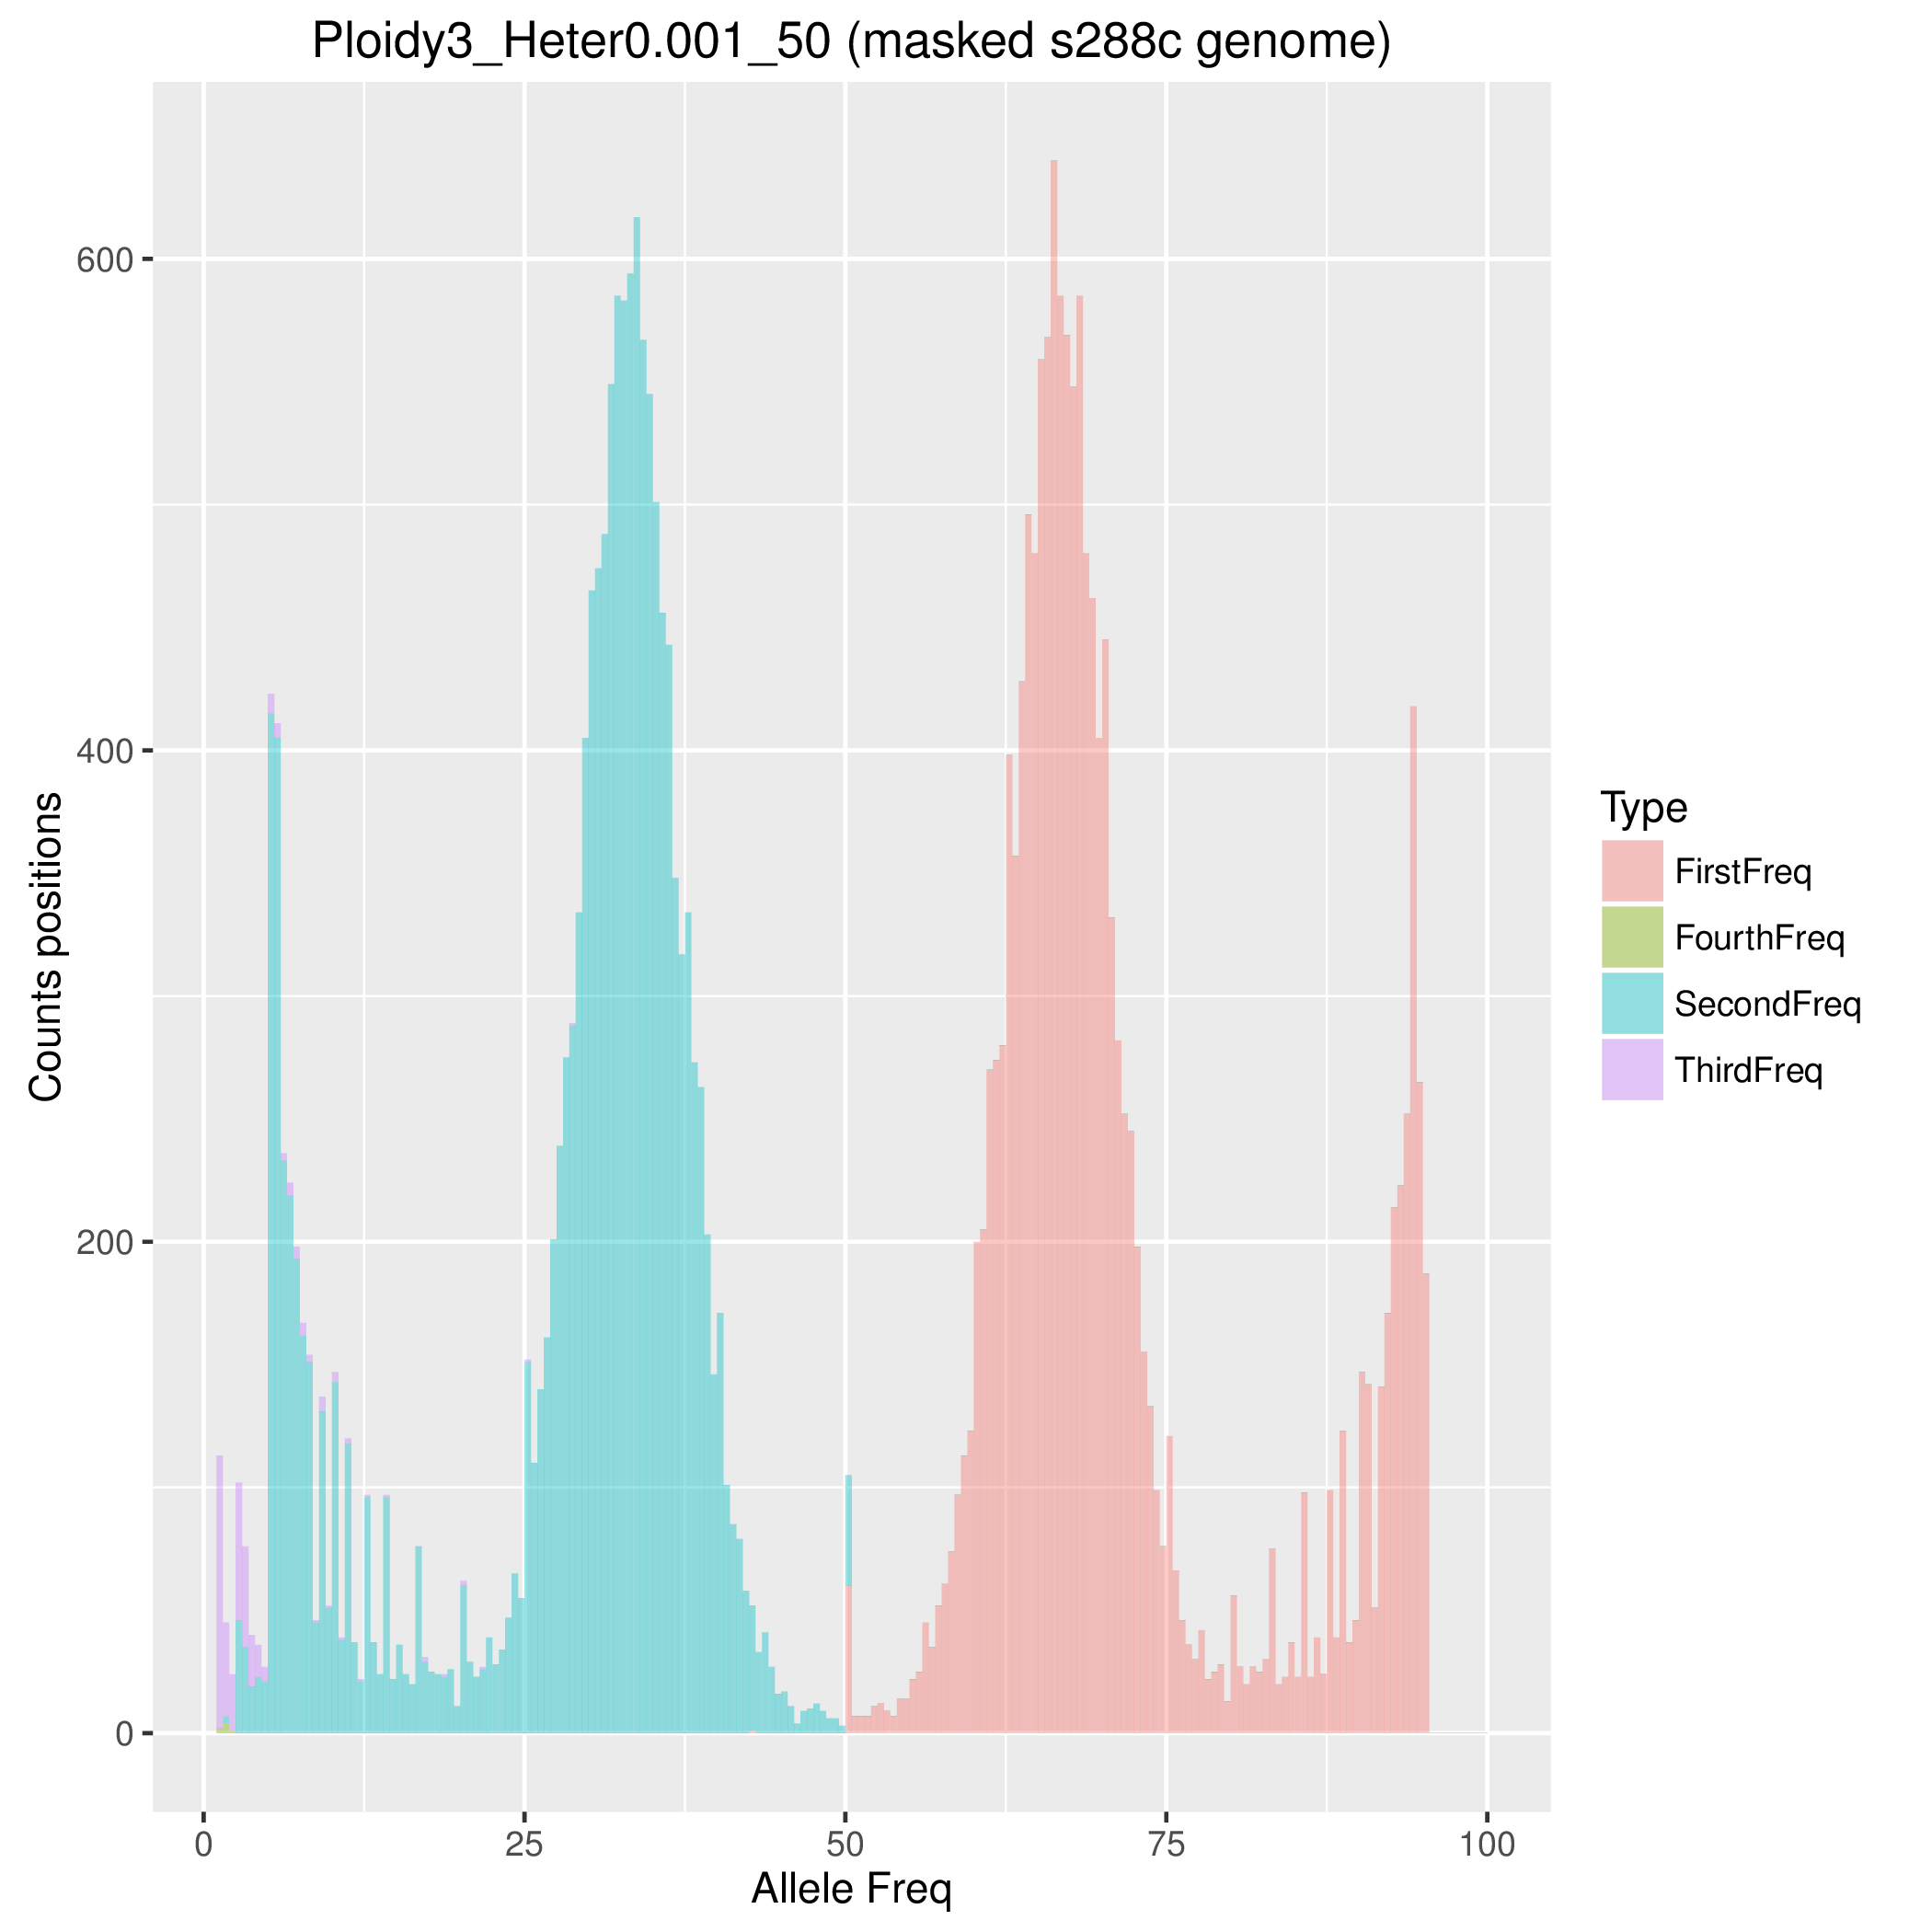 Ploidy3_Heter0.001_50 (masked s288c genome)
600
400
200
0
Counts positions
0 25 50 75 100
Allele Freq
Type
FirstFreq
FourthFreq
SecondFreq
ThirdFreq